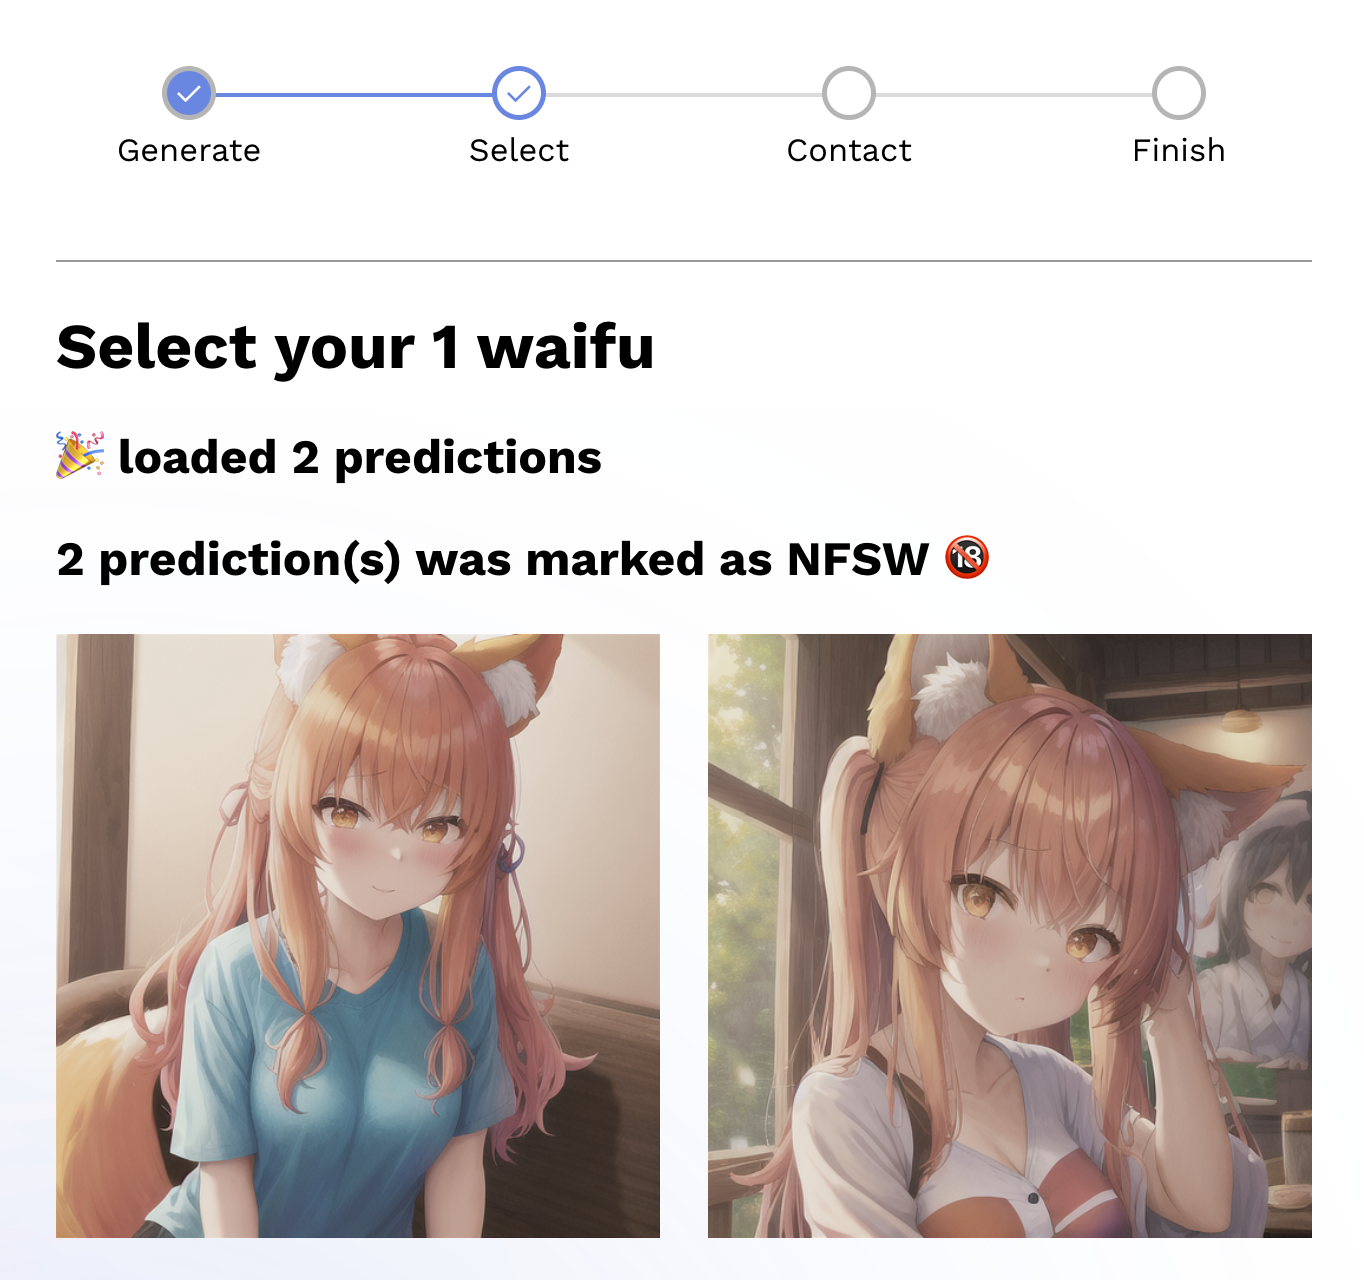 Generate Select Contact Finish
Select your 1 waifu
🎉 loaded 2 predictions
2 prediction(s) was marked as NFSW 🔞